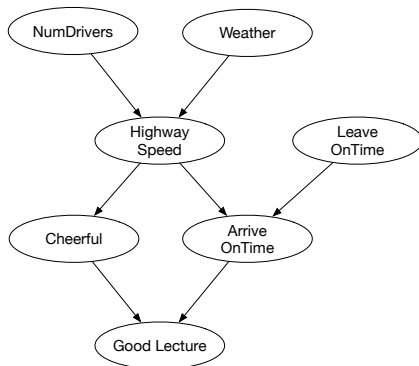 NumDrivers
Weather
Highway
Speed
Leave
OnTime
Cheerful
Arrive
OnTime
Good Lecture